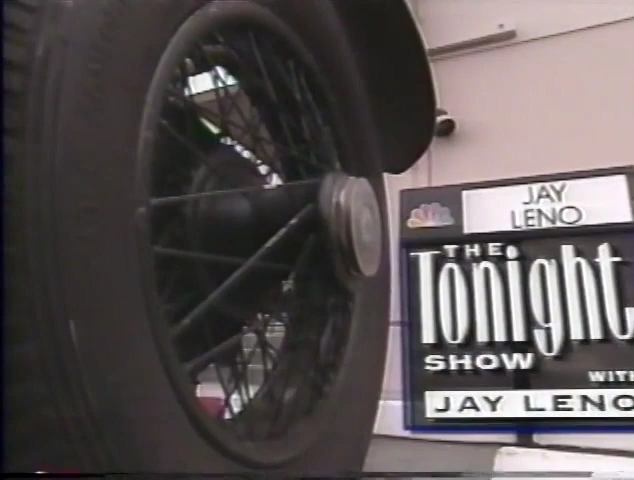 JAY
LENO
THE
Tonight
SHOW
WITH
JAY LENO